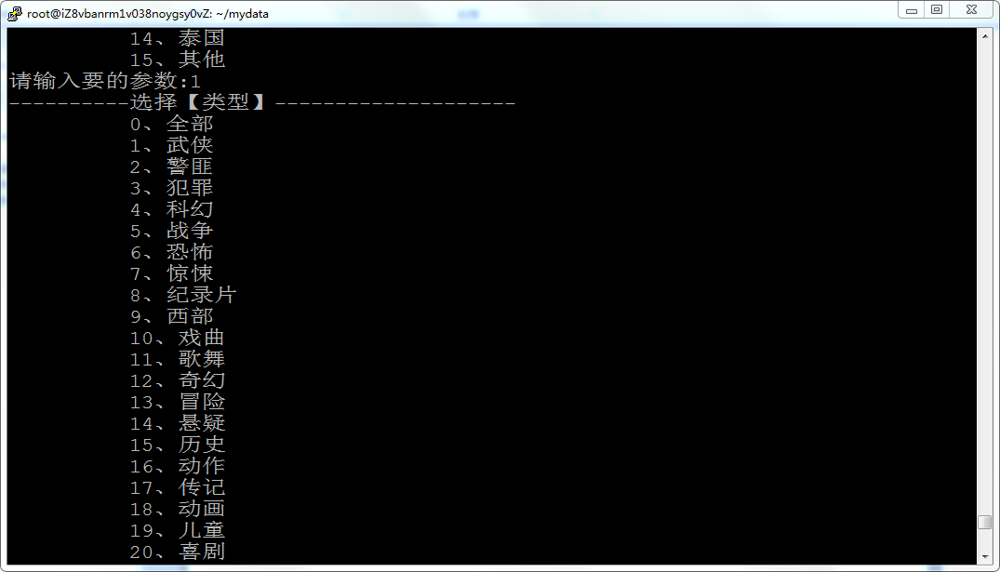 root@iZ8vbanrm1v038noygsy0vZ: ~/mydata
14、泰国
15、其他
请输入要的参数:1
----------选择【类型】--------------------
0、全部
1、武侠
2、警匪
3、犯罪
4、科幻
5、战争
6、恐怖
7、惊悚
8、纪录片
9、西部
10、戏曲
11、歌舞
12、奇幻
13、冒险
14、悬疑
15、历史
16、动作
17、传记
18、动画
19、儿童
20、喜剧